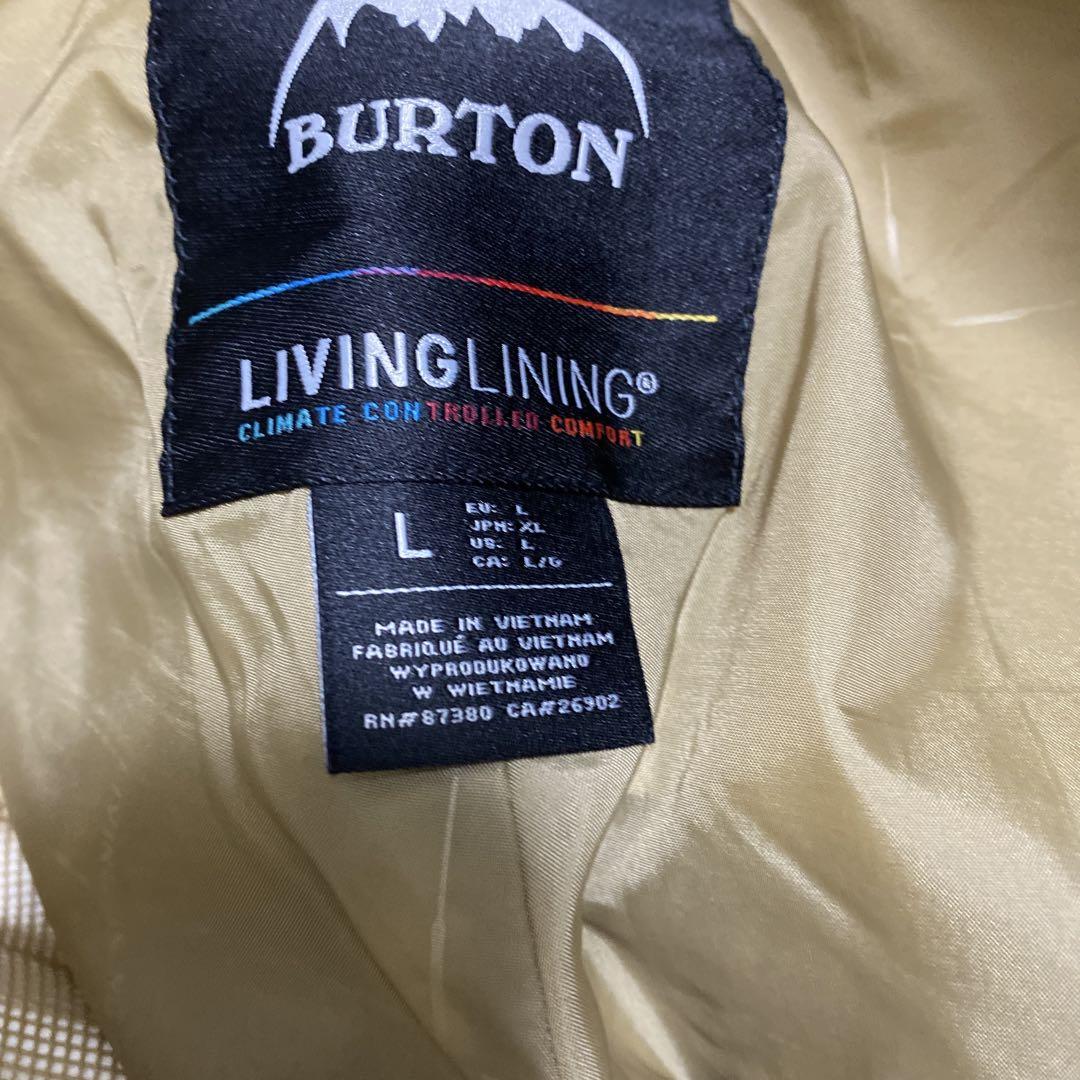 BURTON
LIVINGLINING®
CLIMATE CONTROLLED COMFORT
L
EU: L
JPN: XL
US: L
CA: L/G
MADE IN VIETNAM
FABRIQUÉ AU VIETNAM
WYPRODUKOWANO
W WIETNAMIE
RN#87380 CA#26902